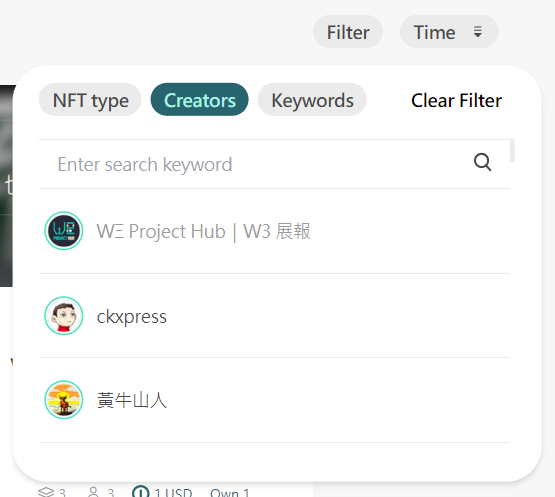 Filter Time
NFT type Creators Keywords Clear Filter
Enter search keyword
WΞ Project Hub | W3 展報
ckxpress
黃牛山人
3 3 1 USD Own 1